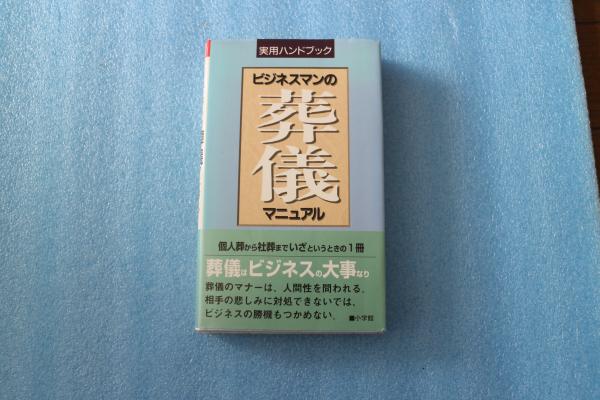 実用ハンドブック
ビジネスマンの
葬儀
マニュアル
個人葬から社葬までいざというときの1冊
葬儀はビジネスの大事なり
葬儀のマナーは、人間性を問われる。
相手の悲しみに対処できないでは、
ビジネスの勝機もつかめない。
■小学館